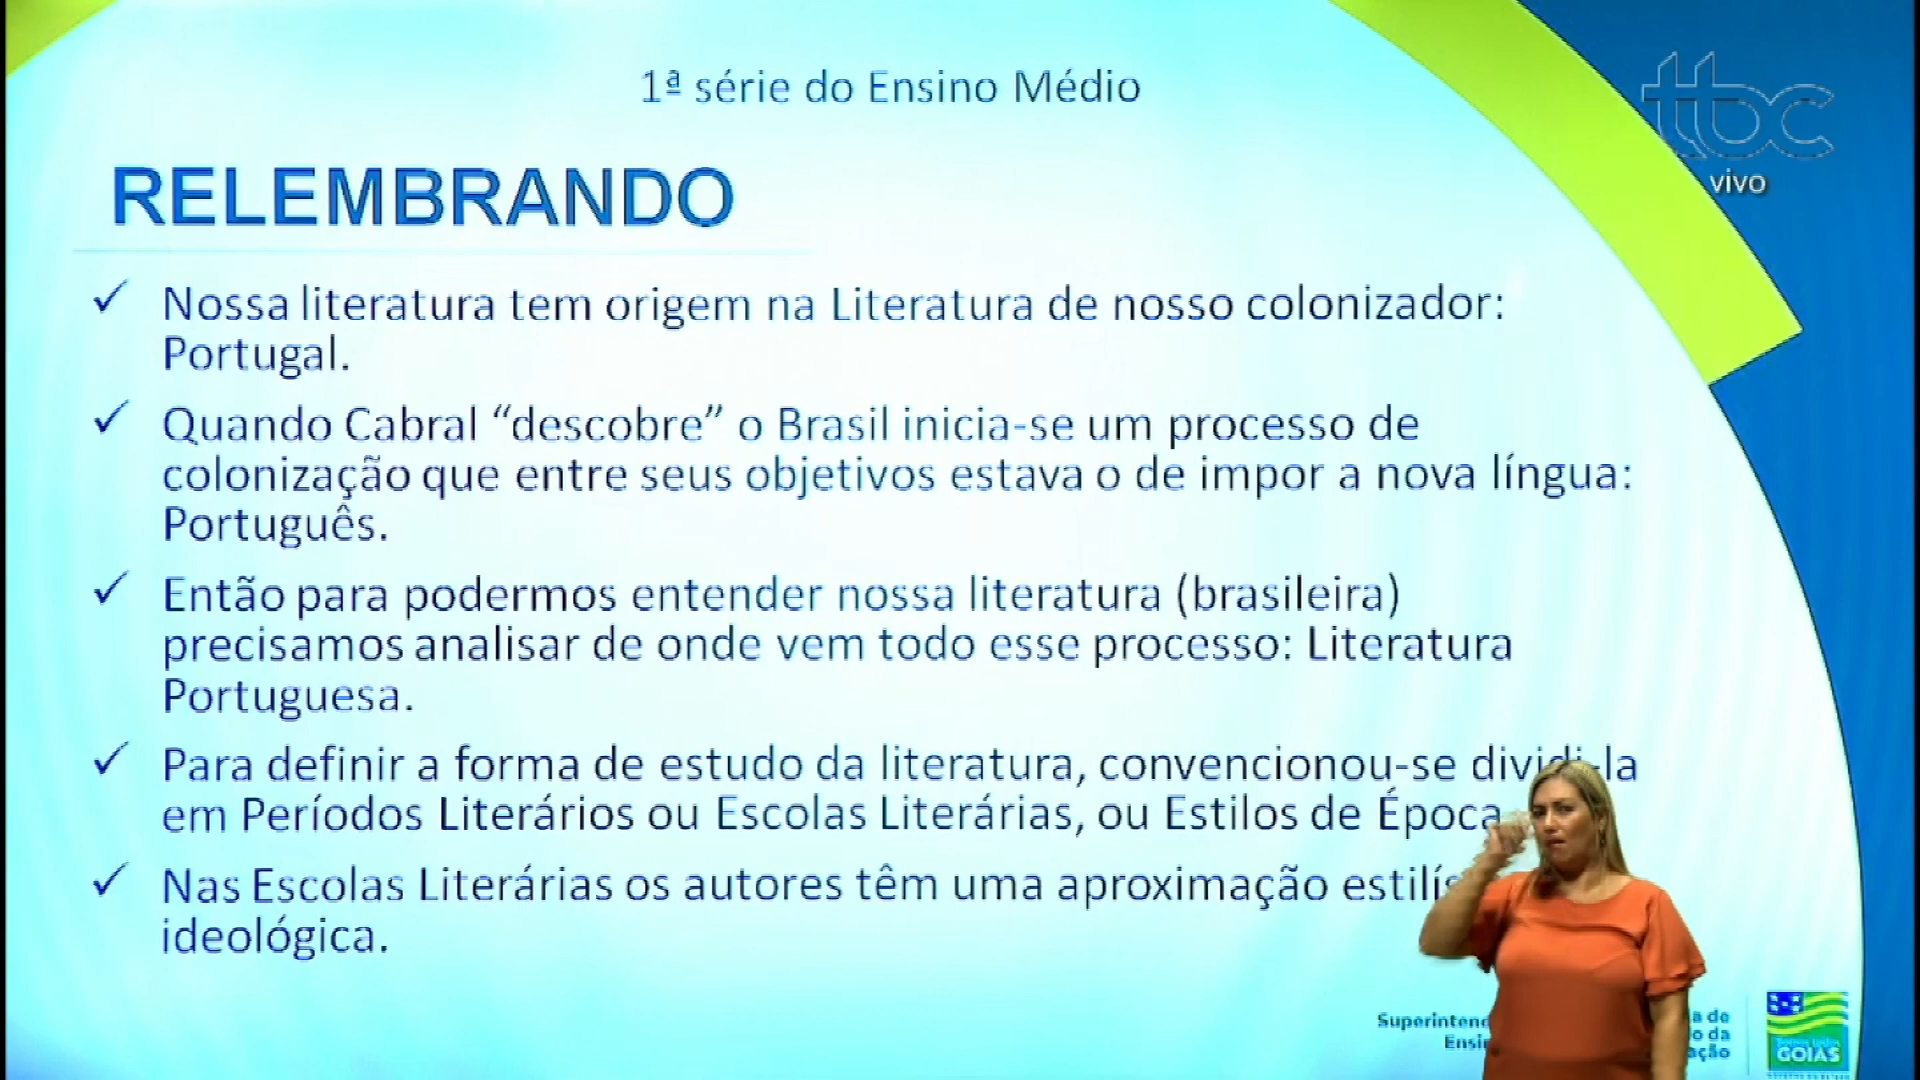 1ª série do Ensino Médio
tbc
vivo
RELEMBRANDO
Nossa literatura tem origem na Literatura de nosso colonizador:
Portugal.
Quando Cabral “descobre” o Brasil inicia-se um processo de
colonização que entre seus objetivos estava o de impor a nova língua:
Português.
Então para podermos entender nossa literatura (brasileira)
precisamos analisar de onde vem todo esse processo: Literatura
Portuguesa.
Para definir a forma de estudo da literatura, convencionou-se dividi-la
em Períodos Literários ou Escolas Literárias, ou Estilos de Época
Nas Escolas Literárias os autores têm uma aproximação
ideológica.
de
da
GOIÁS